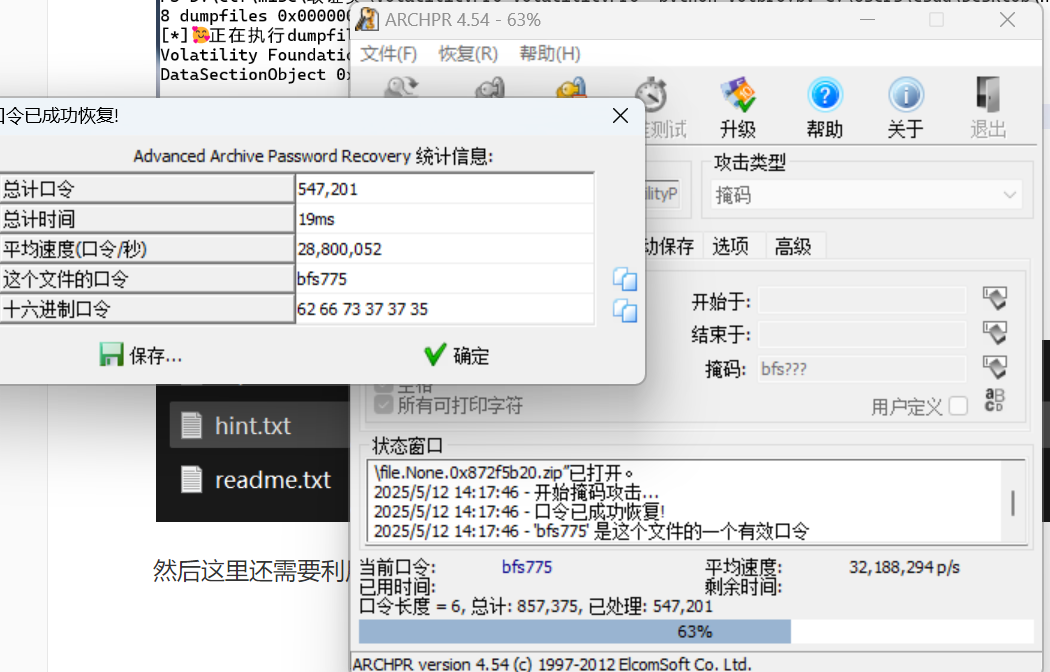 8 dumpfiles 0x000000
[*]🥰正在执行dumpfil
Volatility Foundatio
DataSectionObject 0x
ARCHPR 4.54 - 63%
文件(F) 恢复(R) 帮助(H)
测试 升级 帮助 关于 退出
口令已成功恢复!
Advanced Archive Password Recovery 统计信息:
总计口令 547,201
总计时间 19ms
平均速度(口令/秒) 28,800,052
这个文件的口令 bfs775
十六进制口令 62 66 73 37 37 35
保存... 确定
攻击类型
ilityP 掩码
动保存 选项 高级
开始于:
结束于:
掩码: bfs???
空格
所有可打印字符
用户定义
状态窗口
\file.None.0x872f5b20.zip"已打开。
2025/5/12 14:17:46 - 开始掩码攻击...
2025/5/12 14:17:46 - 口令已成功恢复!
2025/5/12 14:17:46 - 'bfs775' 是这个文件的一个有效口令
当前口令: bfs775 平均速度: 32,188,294 p/s
已用时间: 剩余时间:
口令长度 = 6, 总计: 857,375, 已处理: 547,201
63%
ARCHPR version 4.54 (c) 1997-2012 ElcomSoft Co. Ltd.
hint.txt
readme.txt
然后这里还需要利